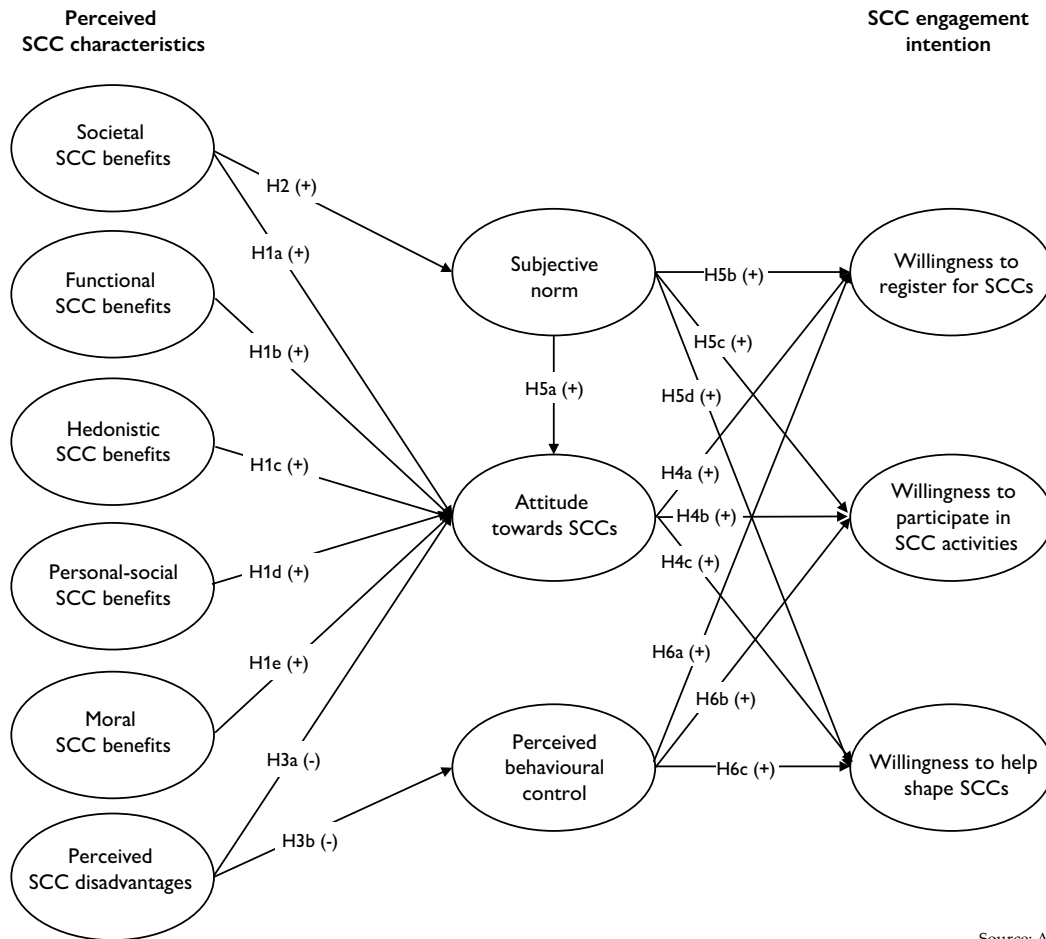 Perceived
SCC characteristics
SCC engagement
intention
Societal
SCC benefits
H2 (+)
H1a (+)
Functional
SCC benefits
Subjective
norm
H5b (+)
Willingness to
register for SCCs
H1b (+)
H5c (+)
H5a (+)
H5d (+)
Hedonistic
SCC benefits
H1c (+)
H4a (+)
Attitude
towards SCCs
H4b (+)
Willingness to
participate in
SCC activities
H4c (+)
Personal-social
SCC benefits
H1d (+)
H1e (+)
H6a (+)
H6b (+)
Moral
SCC benefits
H3a (-)
Perceived
behavioural
control
H6c (+)
Willingness to help
shape SCCs
H3b (-)
Perceived
SCC disadvantages
Source: A